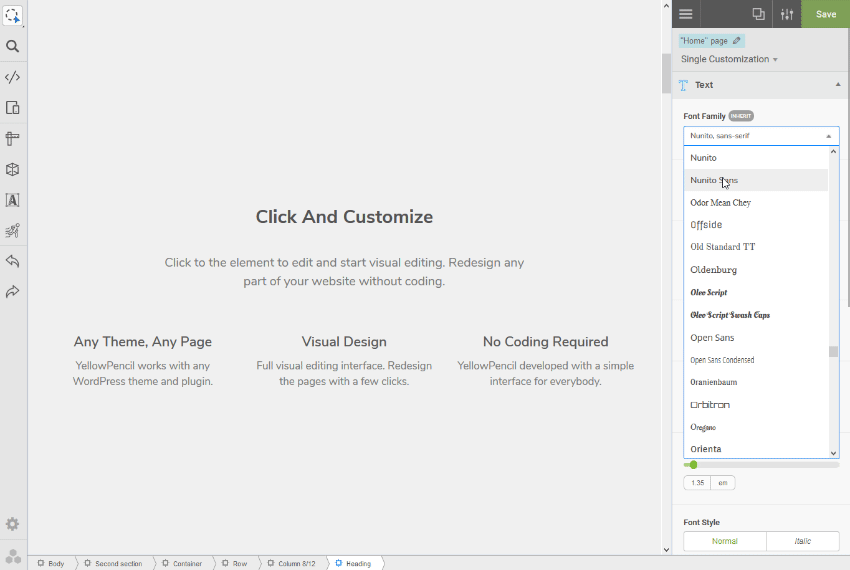 Save
"Home" page
Single Customization
Text
Font Family INHERIT
Nunito, sans-serif
Nunito
Nunito Sans
Odor Mean Chey
Offside
Old Standard TT
Oldenburg
Oleo Script
Oleo Script Swash Caps
Open Sans
Open Sans Condensed
Oranienbaum
Orbitron
Oregano
Orienta
1.35 em
Font Style
Normal Italic
Click And Customize
Click to the element to edit and start visual editing. Redesign any
part of your website without coding.
Any Theme, Any Page
YellowPencil works with any
WordPress theme and plugin.
Visual Design
Full visual editing interface. Redesign
the pages with a few clicks.
No Coding Required
YellowPencil developed with a simple
interface for everybody.
Body Second section Container Row Column 8/12 Heading